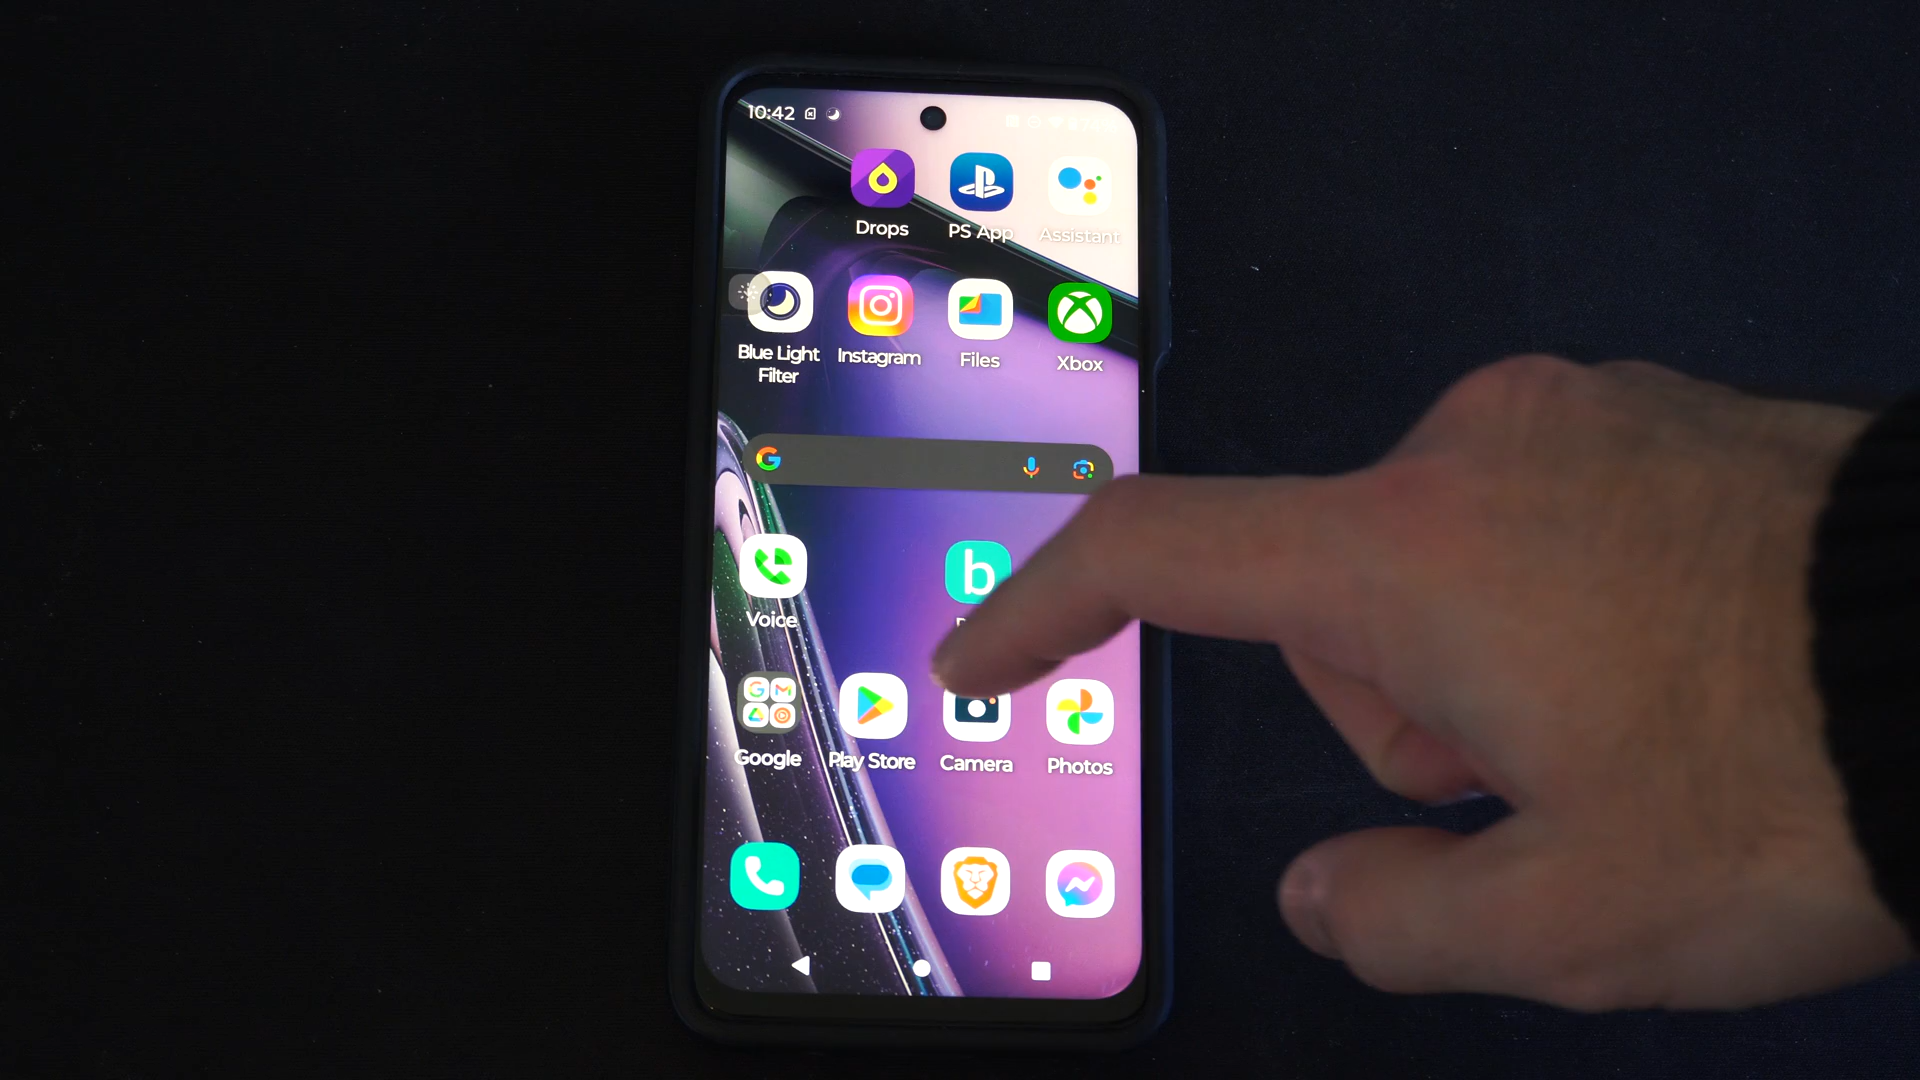 10:42
Drops
PS App
Assistant
Blue Light
Filter
Instagram
Files
Xbox
Voice
b
Google
Play Store
Camera
Photos